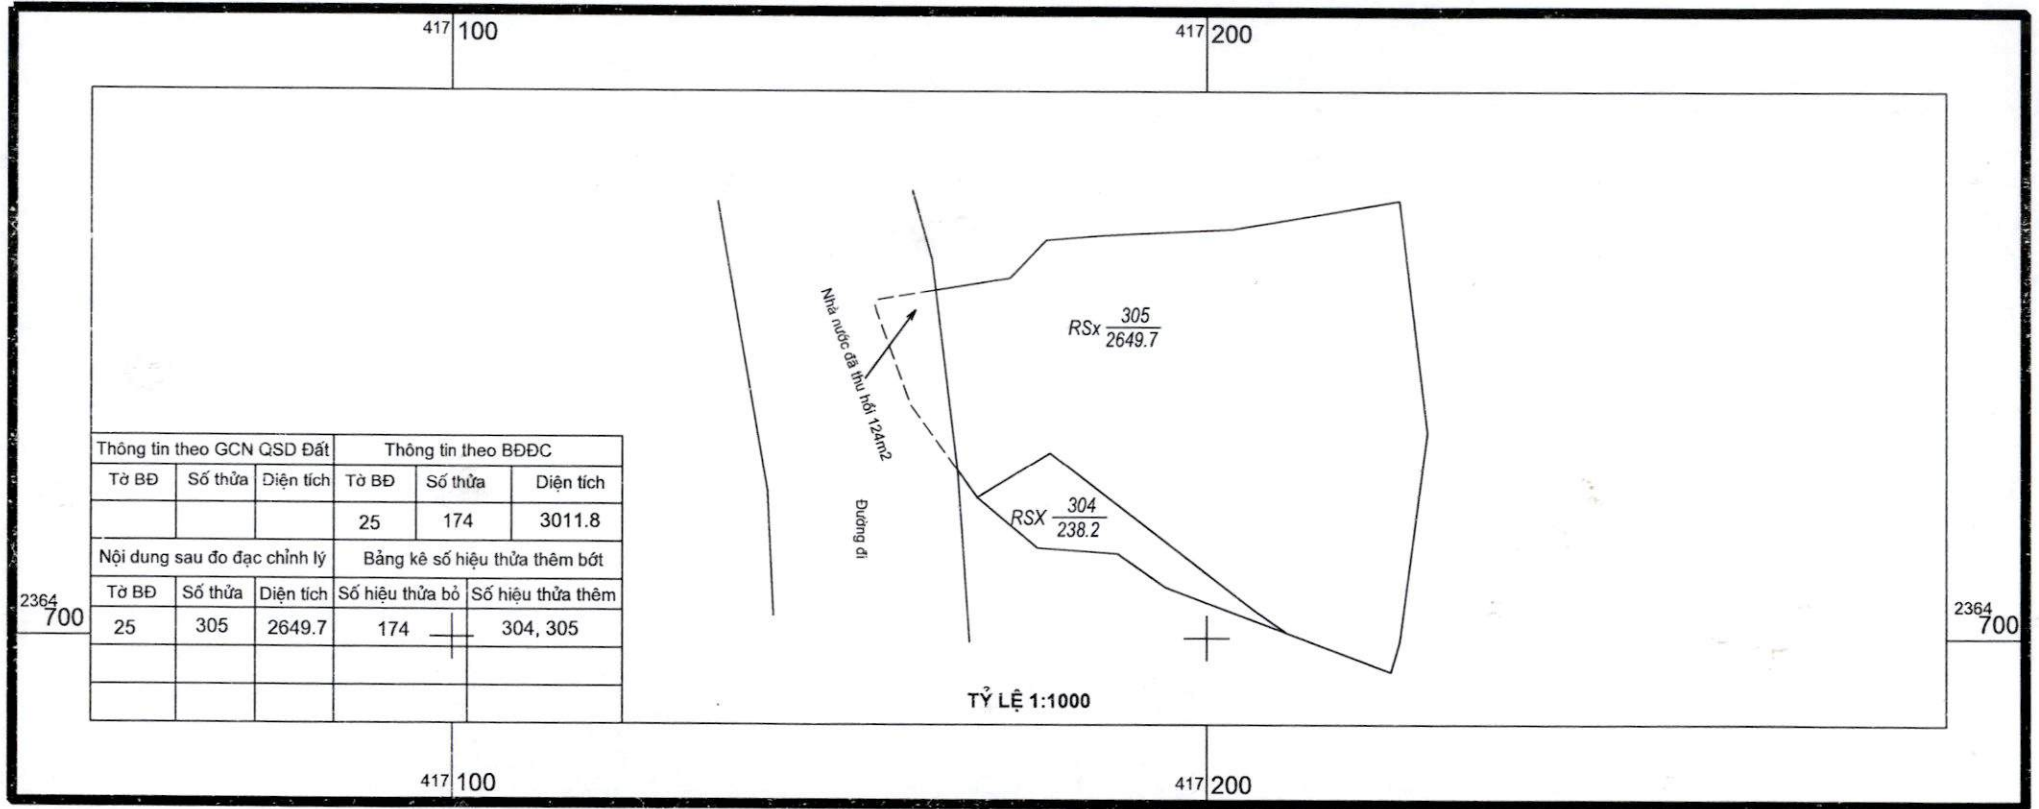 417 100
417 200
RSx 305
2649.7
Nhà nước đã thu hồi 124m2
RSX 304
238.2
Đường đi
Thông tin theo GCN QSD Đất Thông tin theo BĐĐC
Tờ BĐ Số thửa Diện tích Tờ BĐ Số thửa Diện tích
25 174 3011.8
Nội dung sau đo đạc chỉnh lý Bảng kê số hiệu thửa thêm bớt
Tờ BĐ Số thửa Diện tích Số hiệu thửa bỏ Số hiệu thửa thêm
25 305 2649.7 174 304, 305
2364 700
2364 700
TỶ LỆ 1:1000
417 100
417 200